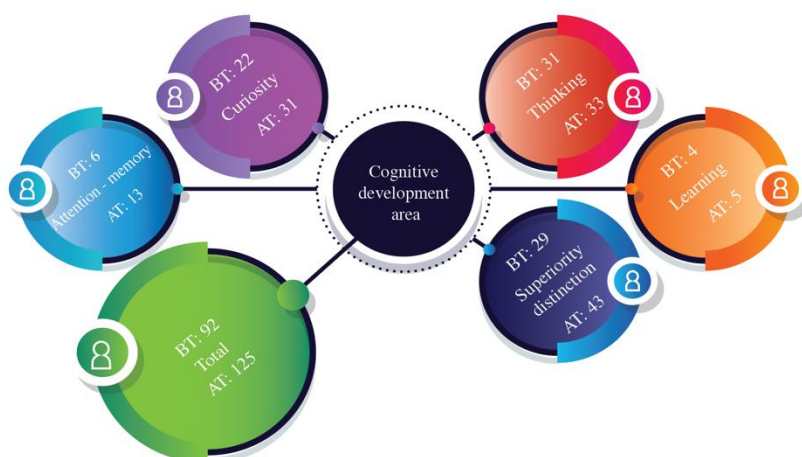 BT: 22
Curiosity
AT: 31
BT: 31
Thinking
AT: 33
BT: 6
Attention - memory
AT: 13
Cognitive
development
area
BT: 4
Learning
AT: 5
BT: 29
Superiority
distinction
AT: 43
BT: 92
Total
AT: 125